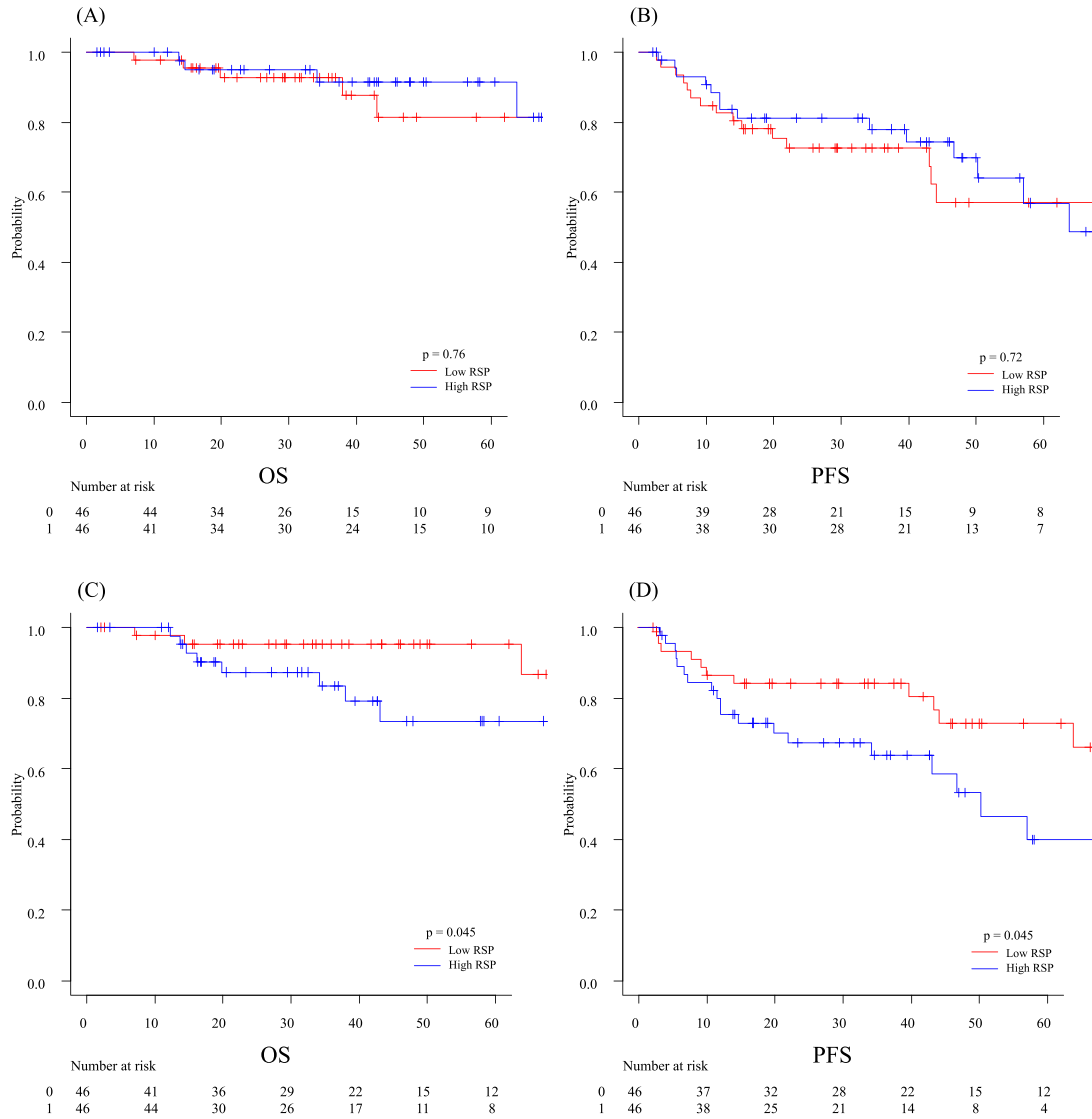 (A)
1.0
0.8
0.6
0.4
0.2
0.0
Probability
p = 0.76
Low RSP
High RSP
0 10 20 30 40 50 60
OS
Number at risk
0 46 44 34 26 15 10 9
1 46 41 34 30 24 15 10
(B)
1.0
0.8
0.6
0.4
0.2
0.0
Probability
p = 0.72
Low RSP
High RSP
0 10 20 30 40 50 60
PFS
Number at risk
0 46 39 28 21 15 9 8
1 46 38 30 28 21 13 7
(C)
1.0
0.8
0.6
0.4
0.2
0.0
Probability
p = 0.045
Low RSP
High RSP
0 10 20 30 40 50 60
OS
Number at risk
0 46 41 36 29 22 15 12
1 46 44 30 26 17 11 8
(D)
1.0
0.8
0.6
0.4
0.2
0.0
Probability
p = 0.045
Low RSP
High RSP
0 10 20 30 40 50 60
PFS
Number at risk
0 46 37 32 28 22 15 12
1 46 38 25 21 14 8 4